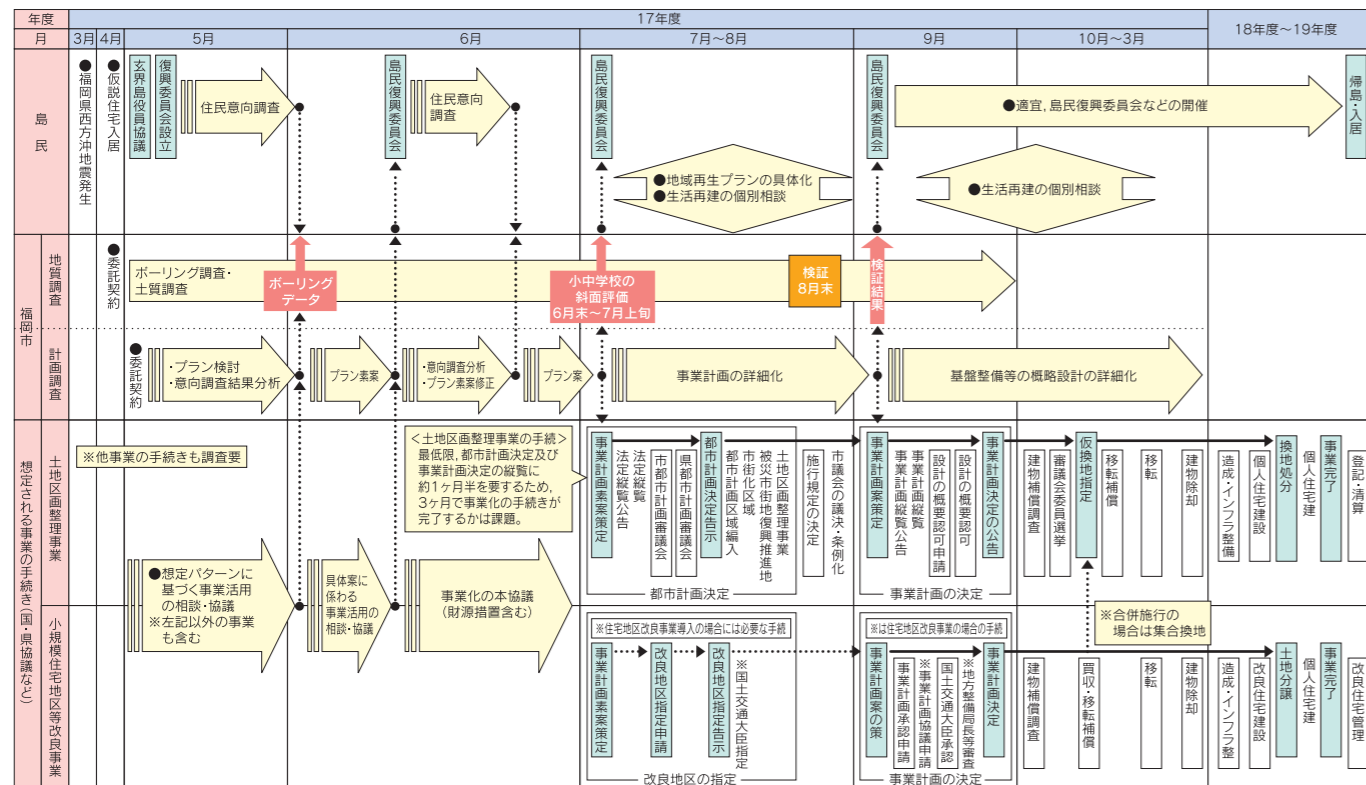 年度
17年度
18年度～19年度
月
3月
4月
5月
6月
7月～8月
9月
10月～3月
島民
●福岡県西方沖地震発生
●仮説住宅入居
玄界島役員協議
復興委員会設立
住民意向調査
島民復興委員会
住民意向
調査
島民復興委員会
●地域再生プランの具体化
●生活再建の個別相談
島民復興委員会
●適宜，島民復興委員会などの開催
●生活再建の個別相談
帰島・入居
福岡市
地質調査
●委託契約
ボーリング調査・
土質調査
ボーリング
データ
小中学校の
斜面評価
6月末～7月上旬
検証
8月末
検証結果
計画調査
●委託契約
・プラン検討
・意向調査結果分析
プラン素案
・意向調査分析
・プラン素案修正
プラン案
事業計画の詳細化
基盤整備等の概略設計の詳細化
想定される事業の手続き（国・県協議など）
土地区画整理事業
※他事業の手続きも調査要
＜土地区画整理事業の手続＞
最低限，都市計画決定及び
事業計画決定の縦覧に
約1ヶ月半を要するため，
3ヶ月で事業化の手続きが
完了するかは課題。
事業計画素案策定
法定縦覧公告
法定縦覧
市都市計画審議会
県都市計画審議会
都市計画決定告示
都市計画区域編入
市街化区域
被災市街地復興推進地
土地区画整理事業
施行規定の決定
市議会の議決・条例化
都市計画決定
事業計画案策定
事業計画縦覧公告
事業計画縦覧
設計の概要認可申請
設計の概要認可
事業計画決定の公告
事業計画の決定
建物補償調査
審議会委員選挙
仮換地指定
移転補償
移転
建物除却
造成・インフラ整備
個人住宅建設
換地処分
個人住宅建
事業完了
登記・清算
●想定パターンに
基づく事業活用
の相談・協議
※左記以外の事業
も含む
具体案に
係わる
事業活用の
相談・協議
事業化の本協議
（財源措置含む）
※合併施行の
場合は集合換地
小規模住宅地区等改良事業
※住宅地区改良事業導入の場合には必要な手続
事業計画素案策定
改良地区指定申請
改良地区指定告示
※国土交通大臣指定
改良地区の指定
※は住宅地区改良事業の場合の手続
事業計画案の策
事業計画承認申請
※事業計画協議申請
国土交通大臣承認
※地方整備局長等審査
事業計画決定
事業計画の決定
建物補償調査
買収・移転補償
移転
建物除却
造成・インフラ整
改良住宅建設
土地分譲
個人住宅建
事業完了
改良住宅管理